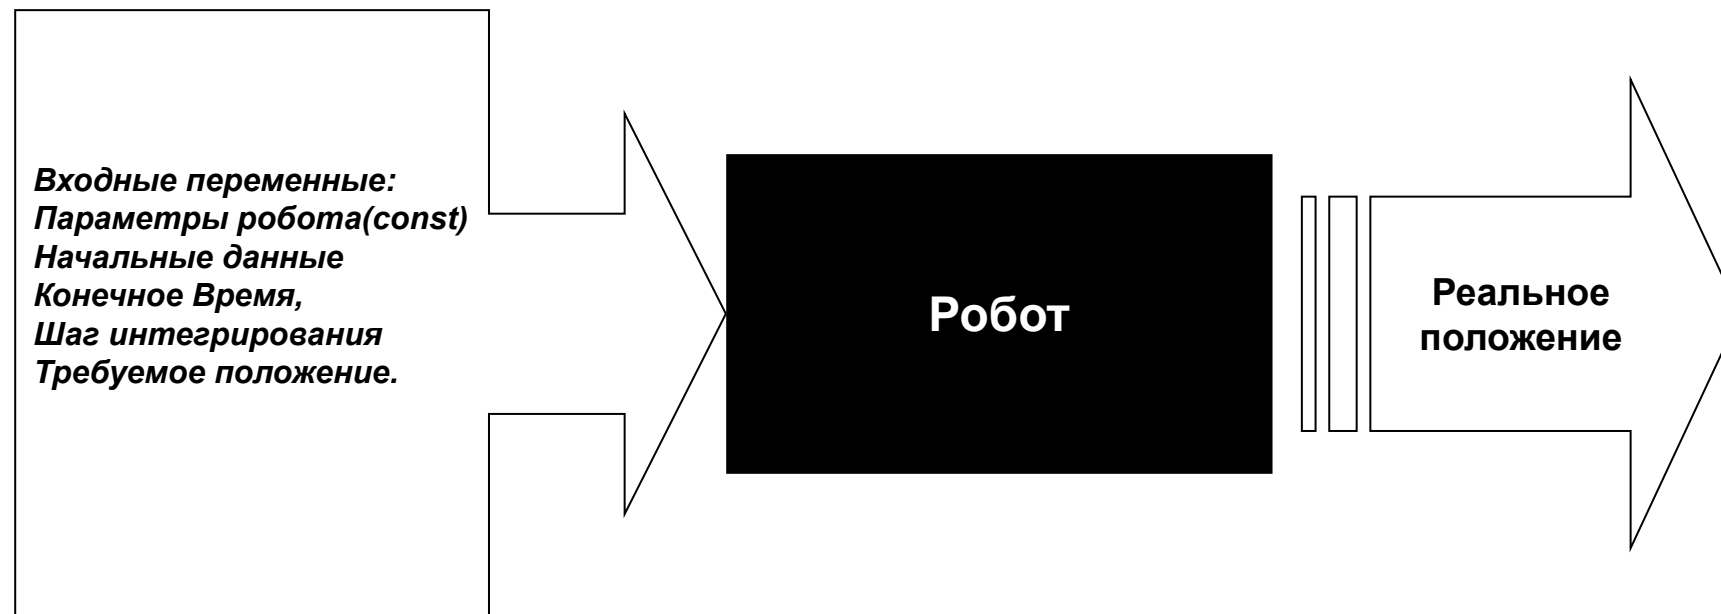 Входные переменные:
Параметры робота(const)
Начальные данные
Конечное Время,
Шаг интегрирования
Требуемое положение.
Робот
Реальное
положение